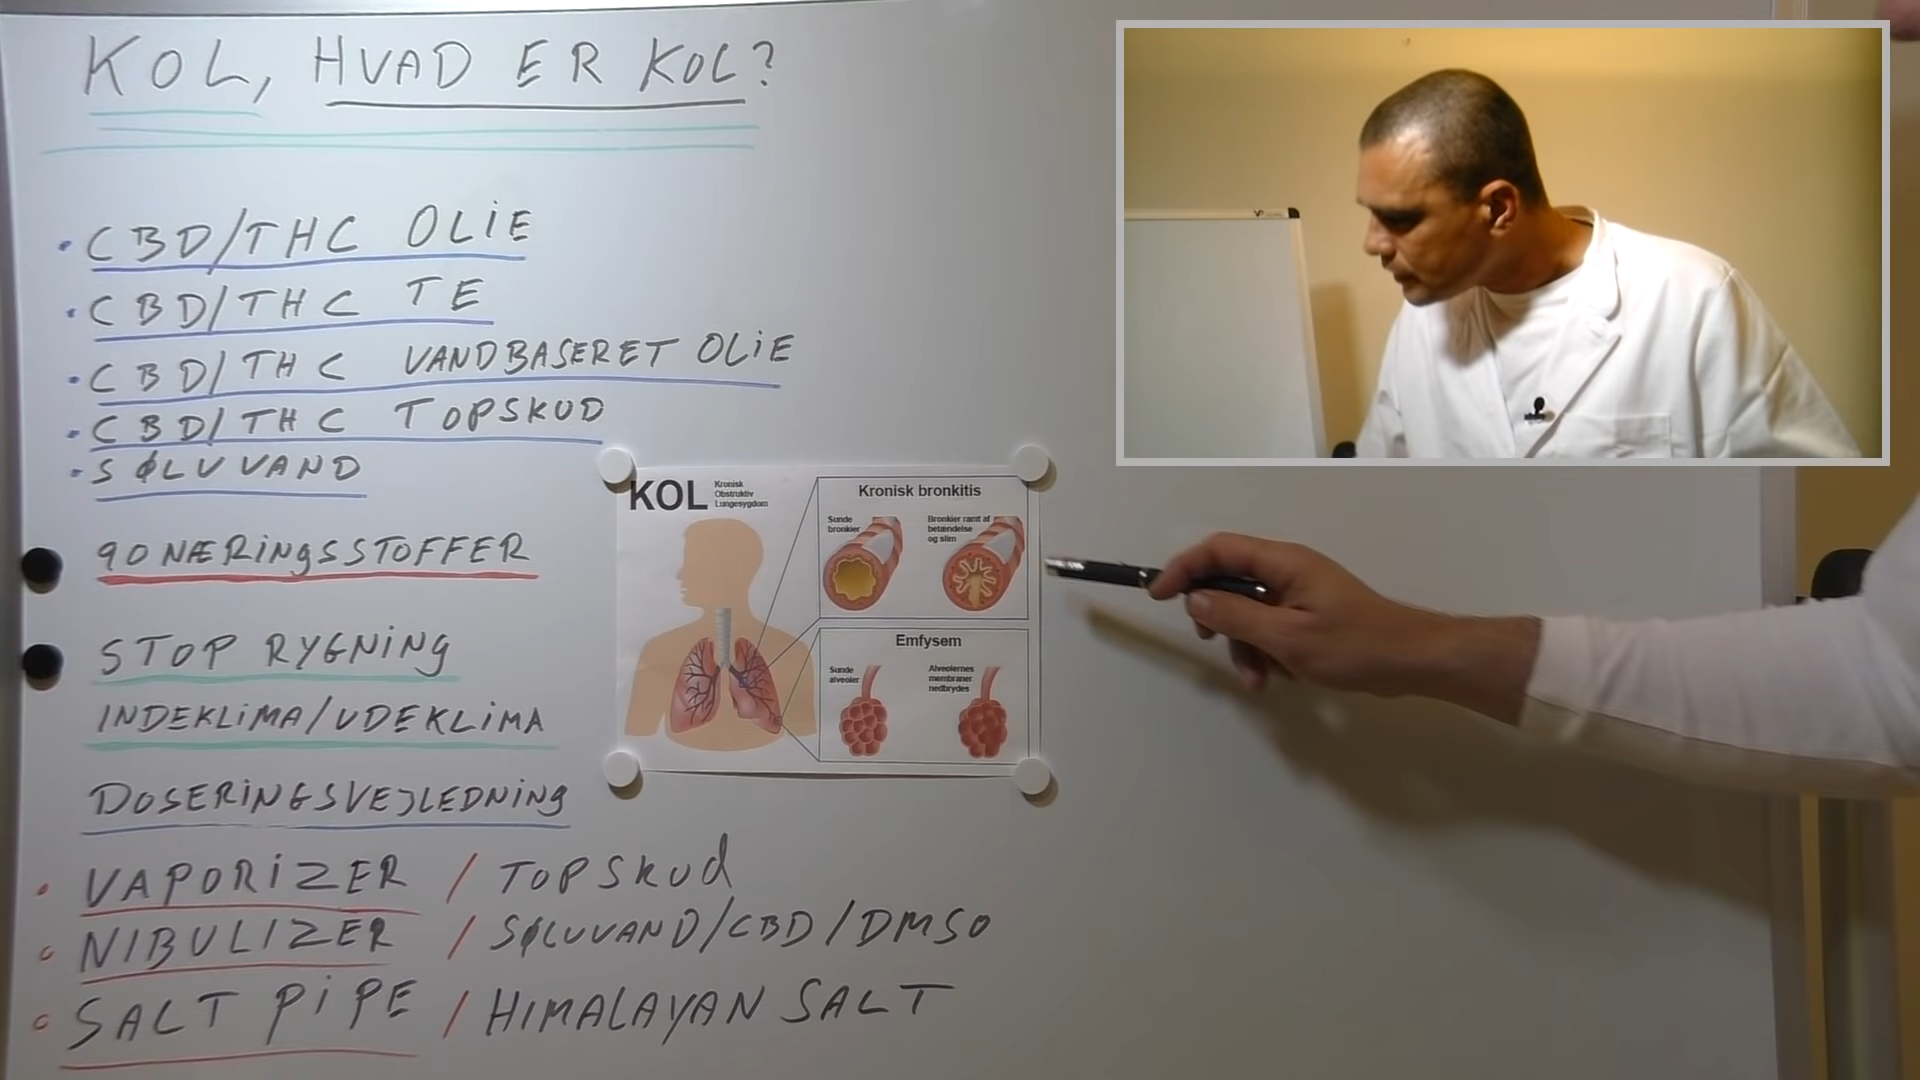 KOL, HVAD ER KOL?
• CBD/THC OLiE
• CBD/THC TE
• CBD/THC VANDBASERET OLiE
• CBD/THC TOPSKUD
• SØLVVAND
90 NÆRiNgSSTOFFER
STOP RYGNiNg
INDEKLiMA/UDEKLiMA
DOSERiNGSVEJLEDNiNg
• VAPORiZER / TOPSKUd
• NIBULIZER / SØLVVAND/CBD/DMSO
• SALT PiPE / HIMALAYAN SALT
KOL
Kronisk
Obstruktiv
Lungesygdom
Kronisk bronkitis
Sunde
bronkier
Bronkier ramt af
betændelse
og slim
Emfysem
Sunde
alveoler
Alveolernes
membraner
nedbrydes